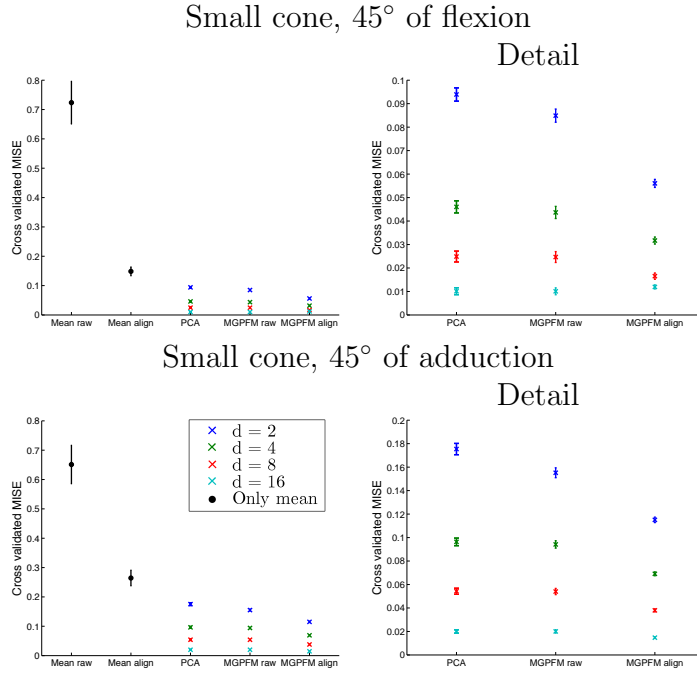 Small cone, 45° of flexion
Detail
Cross validated MISE
0.8
0.7
0.6
0.5
0.4
0.3
0.2
0.1
0
Mean raw Mean align PCA MGPFM raw MGPFM align
Cross validated MISE
0.1
0.09
0.08
0.07
0.06
0.05
0.04
0.03
0.02
0.01
0
PCA MGPFM raw MGPFM align
Small cone, 45° of adduction
Detail
Cross validated MISE
0.8
0.7
0.6
0.5
0.4
0.3
0.2
0.1
0
Mean raw Mean align PCA MGPFM raw MGPFM align
d = 2
d = 4
d = 8
d = 16
Only mean
Cross validated MISE
0.2
0.18
0.16
0.14
0.12
0.1
0.08
0.06
0.04
0.02
0
PCA MGPFM raw MGPFM align